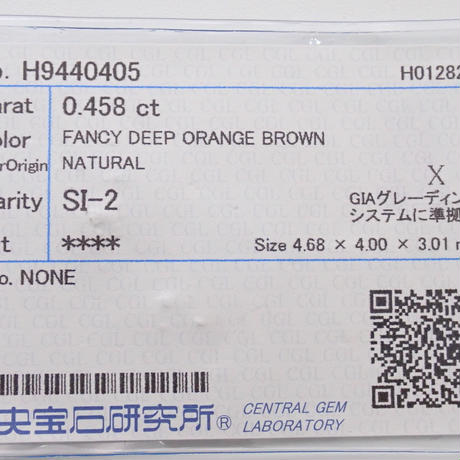 o. H9440405 H01282
arat 0.458 ct
olor FANCY DEEP ORANGE BROWN
orOrigin NATURAL X
arity SI-2 GIAグレーディン
システムに準拠
t **** Size 4.68 × 4.00 × 3.01 m
o. NONE
央宝石研究所® CENTRAL GEM
LABORATORY